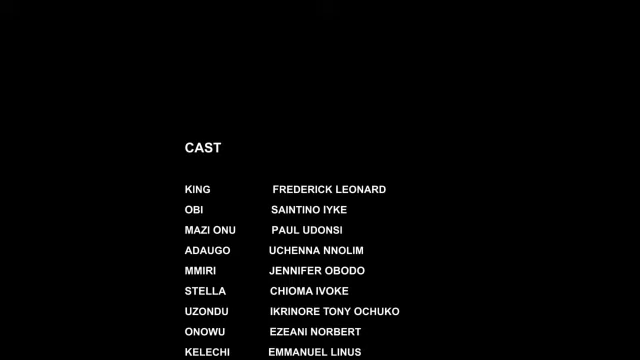 CAST
KING FREDERICK LEONARD
OBI SAINTINO IYKE
MAZI ONU PAUL UDONSI
ADAUGO UCHENNA NNOLIM
MMIRI JENNIFER OBODO
STELLA CHIOMA IVOKE
UZONDU IKRINORE TONY OCHUKO
ONOWU EZEANI NORBERT
KELECHI EMMANUEL LINUS